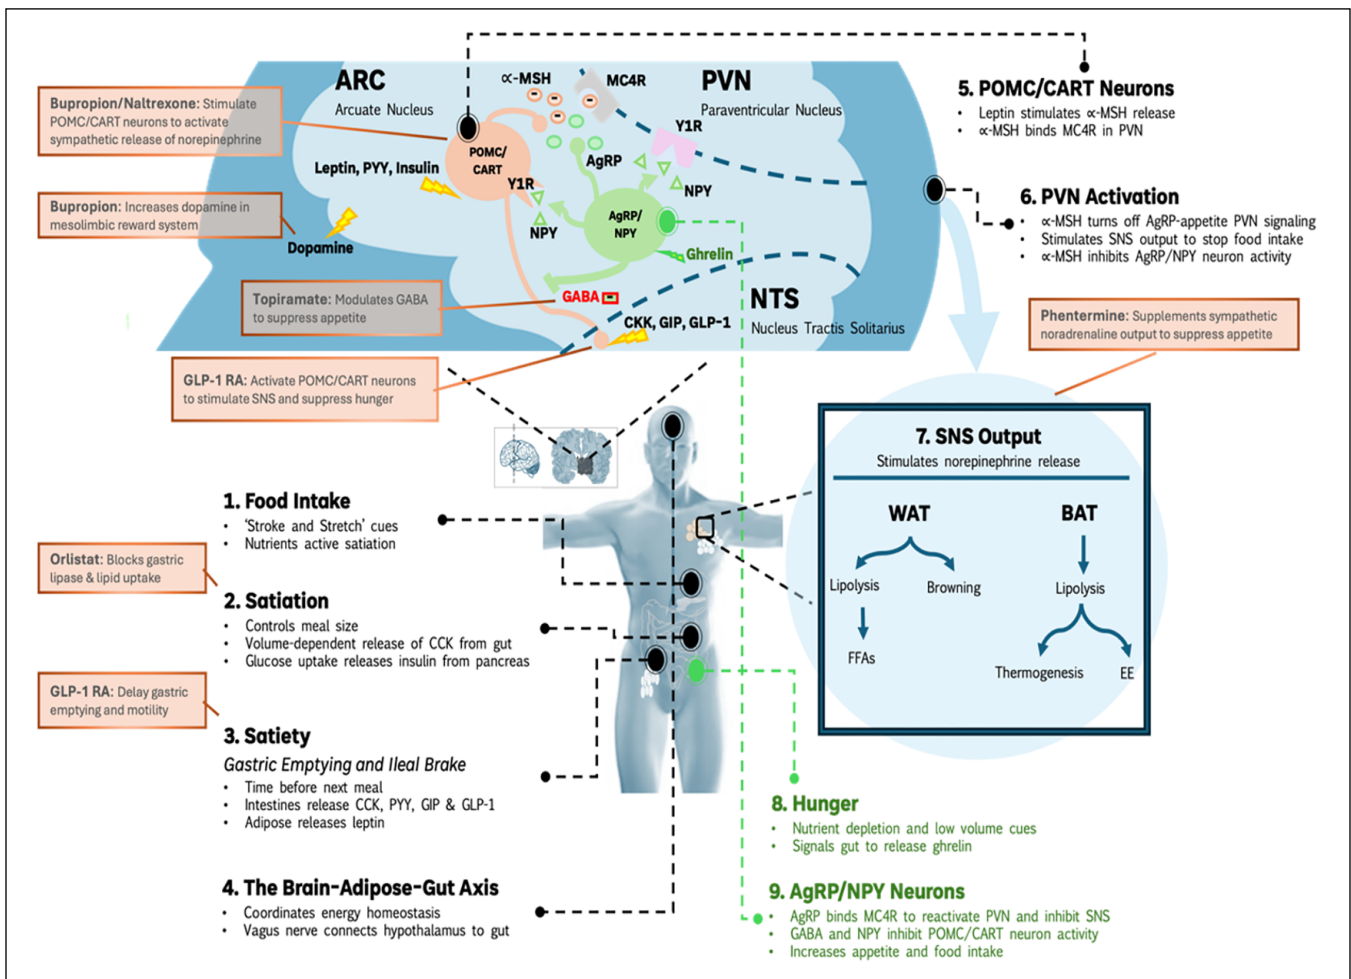 ARC
Arcuate Nucleus
∝-MSH
MC4R
PVN
Paraventricular Nucleus
Y1R
POMC/
CART
Leptin, PYY, Insulin
Y1R
AgRP
NPY
NPY
AgRP/
NPY
Ghrelin
Dopamine
GABA
CKK, GIP, GLP-1
NTS
Nucleus Tractis Solitarius
Bupropion/Naltrexone: Stimulate
POMC/CART neurons to activate
sympathetic release of norepinephrine
Bupropion: Increases dopamine in
mesolimbic reward system
Topiramate: Modulates GABA
to suppress appetite
GLP-1 RA: Activate POMC/CART neurons
to stimulate SNS and suppress hunger
5. POMC/CART Neurons
• Leptin stimulates ∝-MSH release
• ∝-MSH binds MC4R in PVN
6. PVN Activation
• ∝-MSH turns off AgRP-appetite PVN signaling
• Stimulates SNS output to stop food intake
• ∝-MSH inhibits AgRP/NPY neuron activity
Phentermine: Supplements sympathetic
noradrenaline output to suppress appetite
7. SNS Output
Stimulates norepinephrine release
WAT
BAT
Lipolysis
Browning
Lipolysis
FFAs
Thermogenesis
EE
1. Food Intake
• 'Stroke and Stretch' cues
• Nutrients active satiation
Orlistat: Blocks gastric
lipase & lipid uptake
2. Satiation
• Controls meal size
• Volume-dependent release of CCK from gut
• Glucose uptake releases insulin from pancreas
GLP-1 RA: Delay gastric
emptying and motility
3. Satiety
Gastric Emptying and Ileal Brake
• Time before next meal
• Intestines release CCK, PYY, GIP & GLP-1
• Adipose releases leptin
4. The Brain-Adipose-Gut Axis
• Coordinates energy homeostasis
• Vagus nerve connects hypothalamus to gut
8. Hunger
• Nutrient depletion and low volume cues
• Signals gut to release ghrelin
9. AgRP/NPY Neurons
• AgRP binds MC4R to reactivate PVN and inhibit SNS
• GABA and NPY inhibit POMC/CART neuron activity
• Increases appetite and food intake